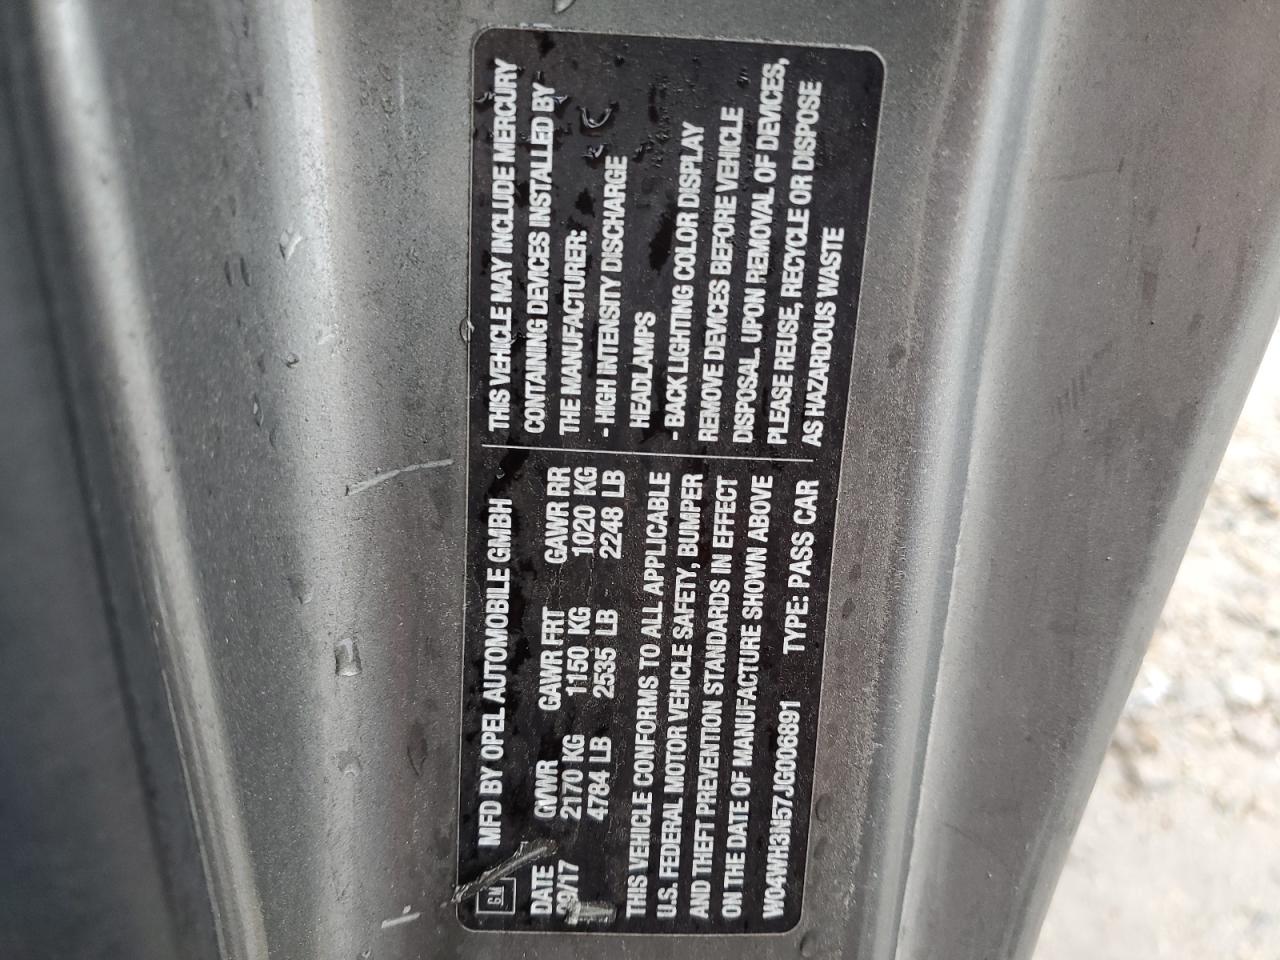 GM
MFD BY OPEL AUTOMOBILE GMBH
DATE GVWR GAWR FRT GAWR RR
09/17 2170 KG 1150 KG 1020 KG
4784 LB 2535 LB 2248 LB
THIS VEHICLE CONFORMS TO ALL APPLICABLE
U.S. FEDERAL MOTOR VEHICLE SAFETY, BUMPER
AND THEFT PREVENTION STANDARDS IN EFFECT
ON THE DATE OF MANUFACTURE SHOWN ABOVE
W04WH3N57JG006891 TYPE: PASS CAR
THIS VEHICLE MAY INCLUDE MERCURY
CONTAINING DEVICES INSTALLED BY
THE MANUFACTURER:
- HIGH INTENSITY DISCHARGE
HEADLAMPS
- BACK LIGHTING COLOR DISPLAY
REMOVE DEVICES BEFORE VEHICLE
DISPOSAL. UPON REMOVAL OF DEVICES,
PLEASE REUSE, RECYCLE OR DISPOSE
AS HAZARDOUS WASTE